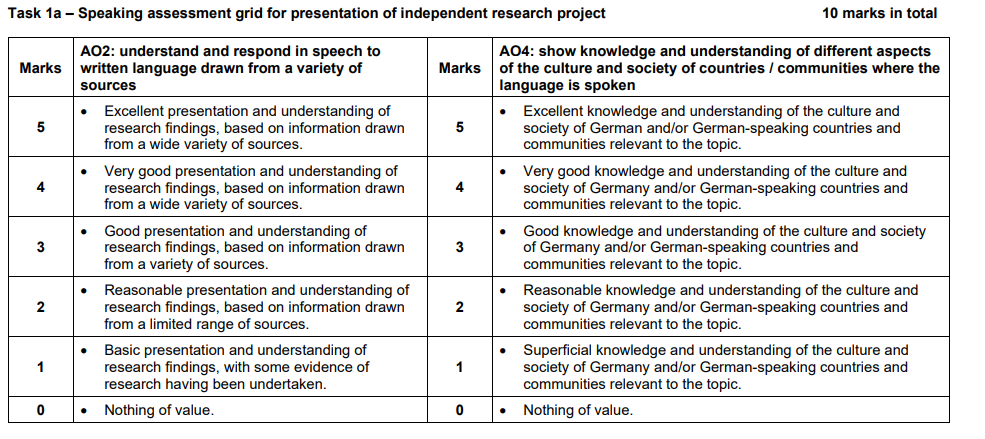 Task 1a – Speaking assessment grid for presentation of independent research project 10 marks in total
Marks
AO2: understand and respond in speech to
written language drawn from a variety of
sources
Marks
AO4: show knowledge and understanding of different aspects
of the culture and society of countries / communities where the
language is spoken
5
• Excellent presentation and understanding of
research findings, based on information drawn
from a wide variety of sources.
5
• Excellent knowledge and understanding of the culture and
society of German and/or German-speaking countries and
communities relevant to the topic.
4
• Very good presentation and understanding of
research findings, based on information drawn
from a wide variety of sources.
4
• Very good knowledge and understanding of the culture and
society of Germany and/or German-speaking countries and
communities relevant to the topic.
3
• Good presentation and understanding of
research findings, based on information drawn
from a variety of sources.
3
• Good knowledge and understanding of the culture and society
of Germany and/or German-speaking countries and
communities relevant to the topic.
2
• Reasonable presentation and understanding of
research findings, based on information drawn
from a limited range of sources.
2
• Reasonable knowledge and understanding of the culture and
society of Germany and/or German-speaking countries and
communities relevant to the topic.
1
• Basic presentation and understanding of
research findings, with some evidence of
research having been undertaken.
1
• Superficial knowledge and understanding of the culture and
society of Germany and/or German-speaking countries and
communities relevant to the topic.
0
• Nothing of value.
0
• Nothing of value.